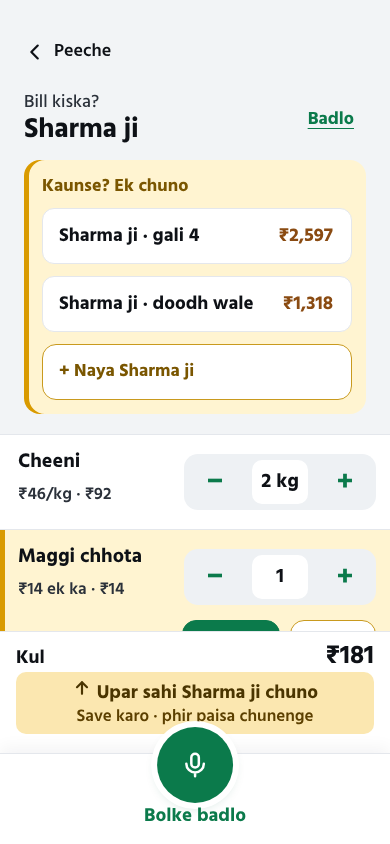 Peeche
Bill kiska?
Sharma ji
Badlo
Kaunse? Ek chuno
Sharma ji · gali 4 ₹2,597
Sharma ji · doodh wale ₹1,318
+ Naya Sharma ji
Cheeni
₹46/kg · ₹92
− 2 kg +
Maggi chhota
₹14 ek ka · ₹14
− 1 +
Kul ₹181
↑ Upar sahi Sharma ji chuno
Save karo · phir paisa chunenge
Bolke badlo